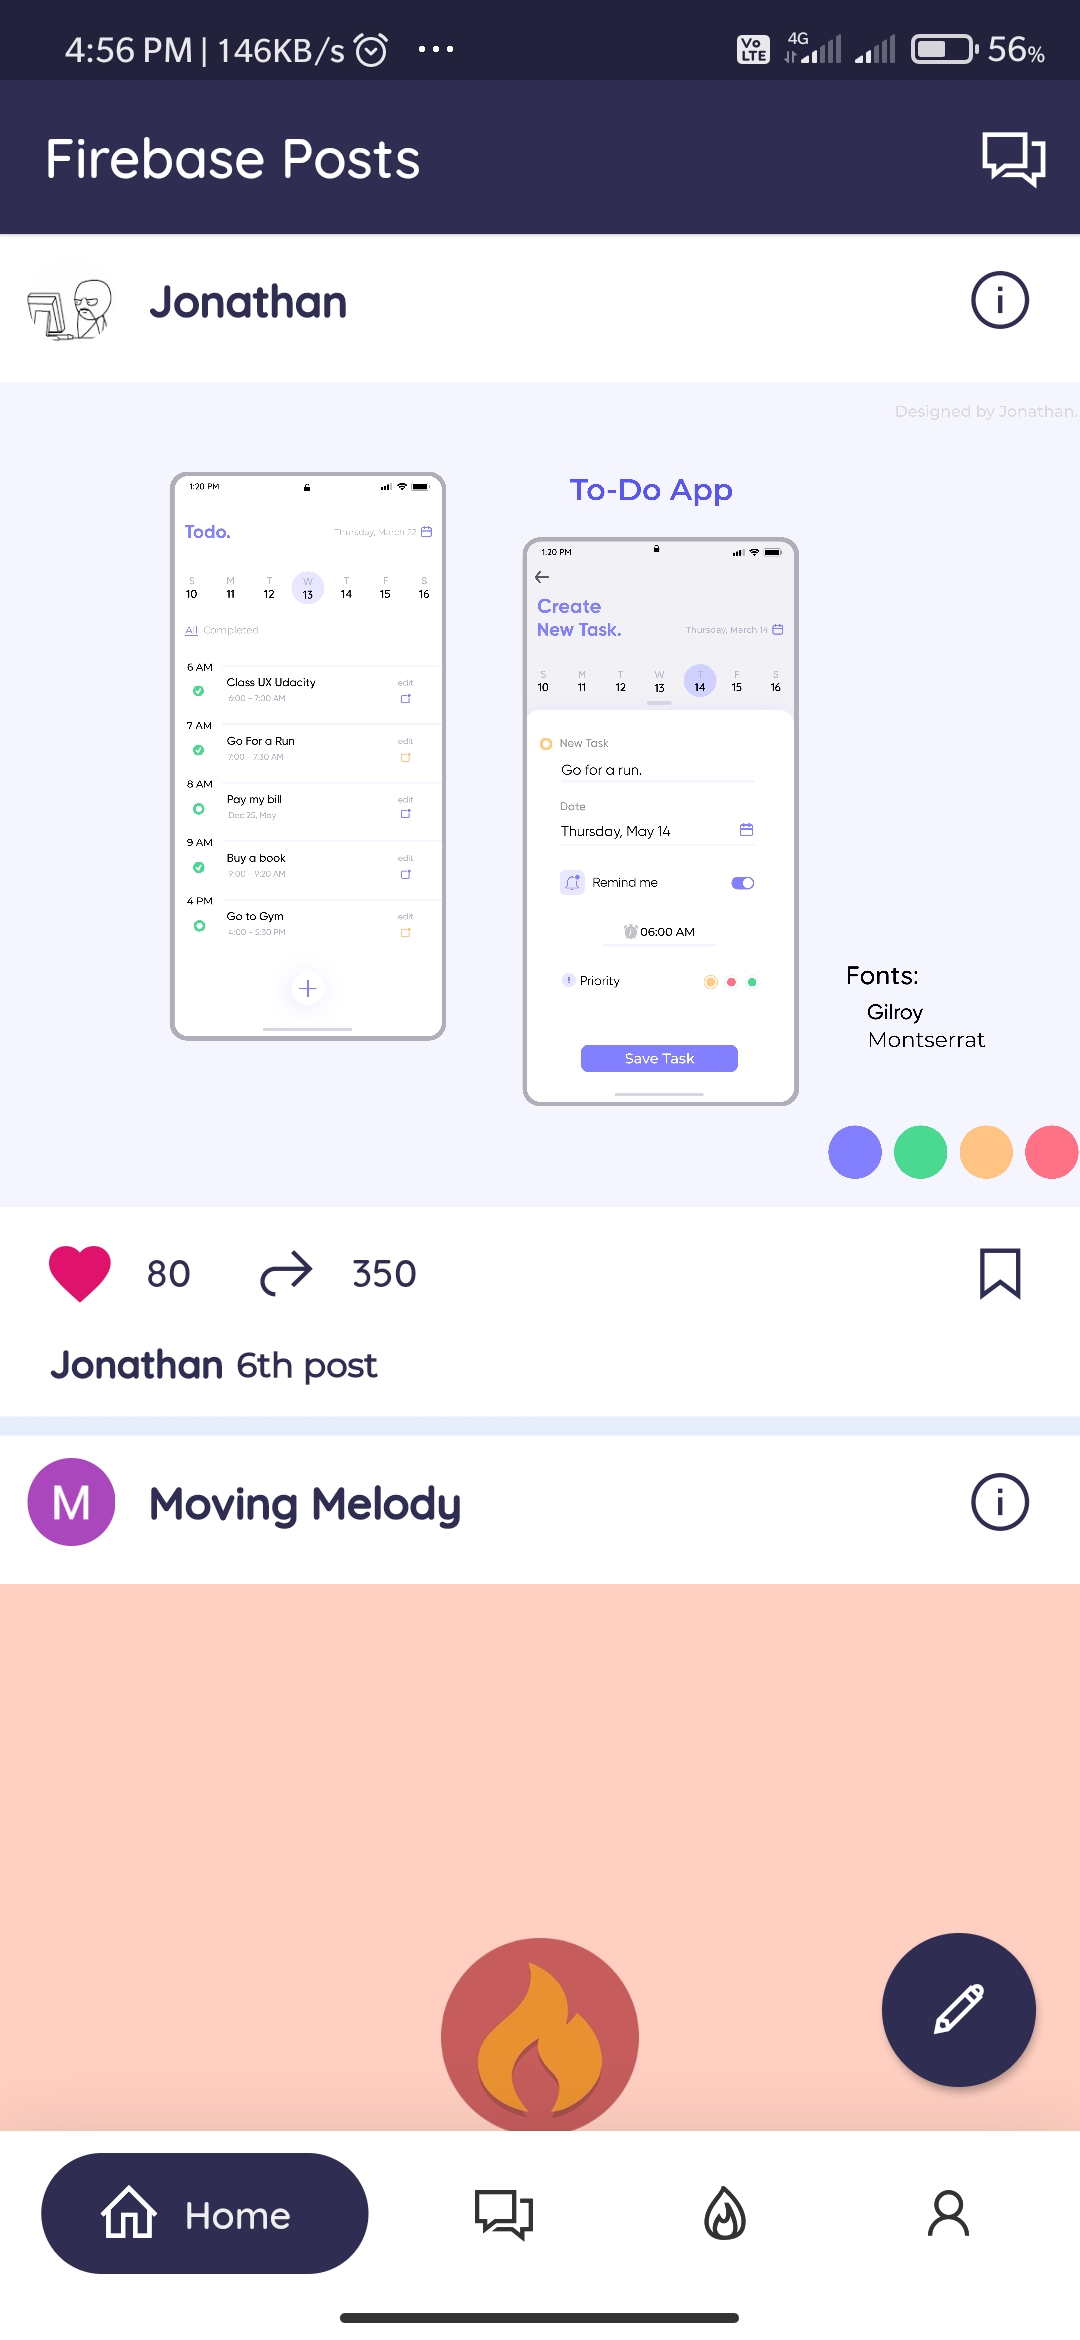 4:56 PM | 146KB/s ...
Vo LTE 4G 56%
Firebase Posts
Jonathan
Designed by Jonathan.
1:20 PM
Todo.
Thursday, March 22
S M T W T F S
10 11 12 13 14 15 16
All Completed
6 AM
Class UX Udacity edit
6:00 - 7:00 AM
7 AM
Go For a Run edit
7:00 - 7:30 AM
8 AM
Pay my bill edit
Dec 25, May
9 AM
Buy a book edit
9:00 - 9:20 AM
4 PM
Go to Gym edit
4:00 - 5:30 PM
To-Do App
1:20 PM
Create
New Task.
Thursday, March 14
S M T W T F S
10 11 12 13 14 15 16
New Task
Go for a run.
Date
Thursday, May 14
Remind me
06:00 AM
Priority
Save Task
Fonts:
Gilroy
Montserrat
80 350
Jonathan 6th post
M Moving Melody
Home